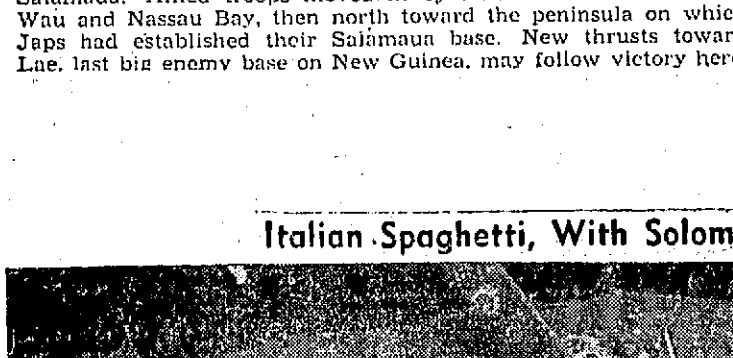 Wau and Nassau Bay, then north toward the peninsula on whic
Japs had established their Salamaua base. New thrusts towar
Lae, last big enemy base on New Guinea, may follow victory her
Italian Spaghetti, With Solom